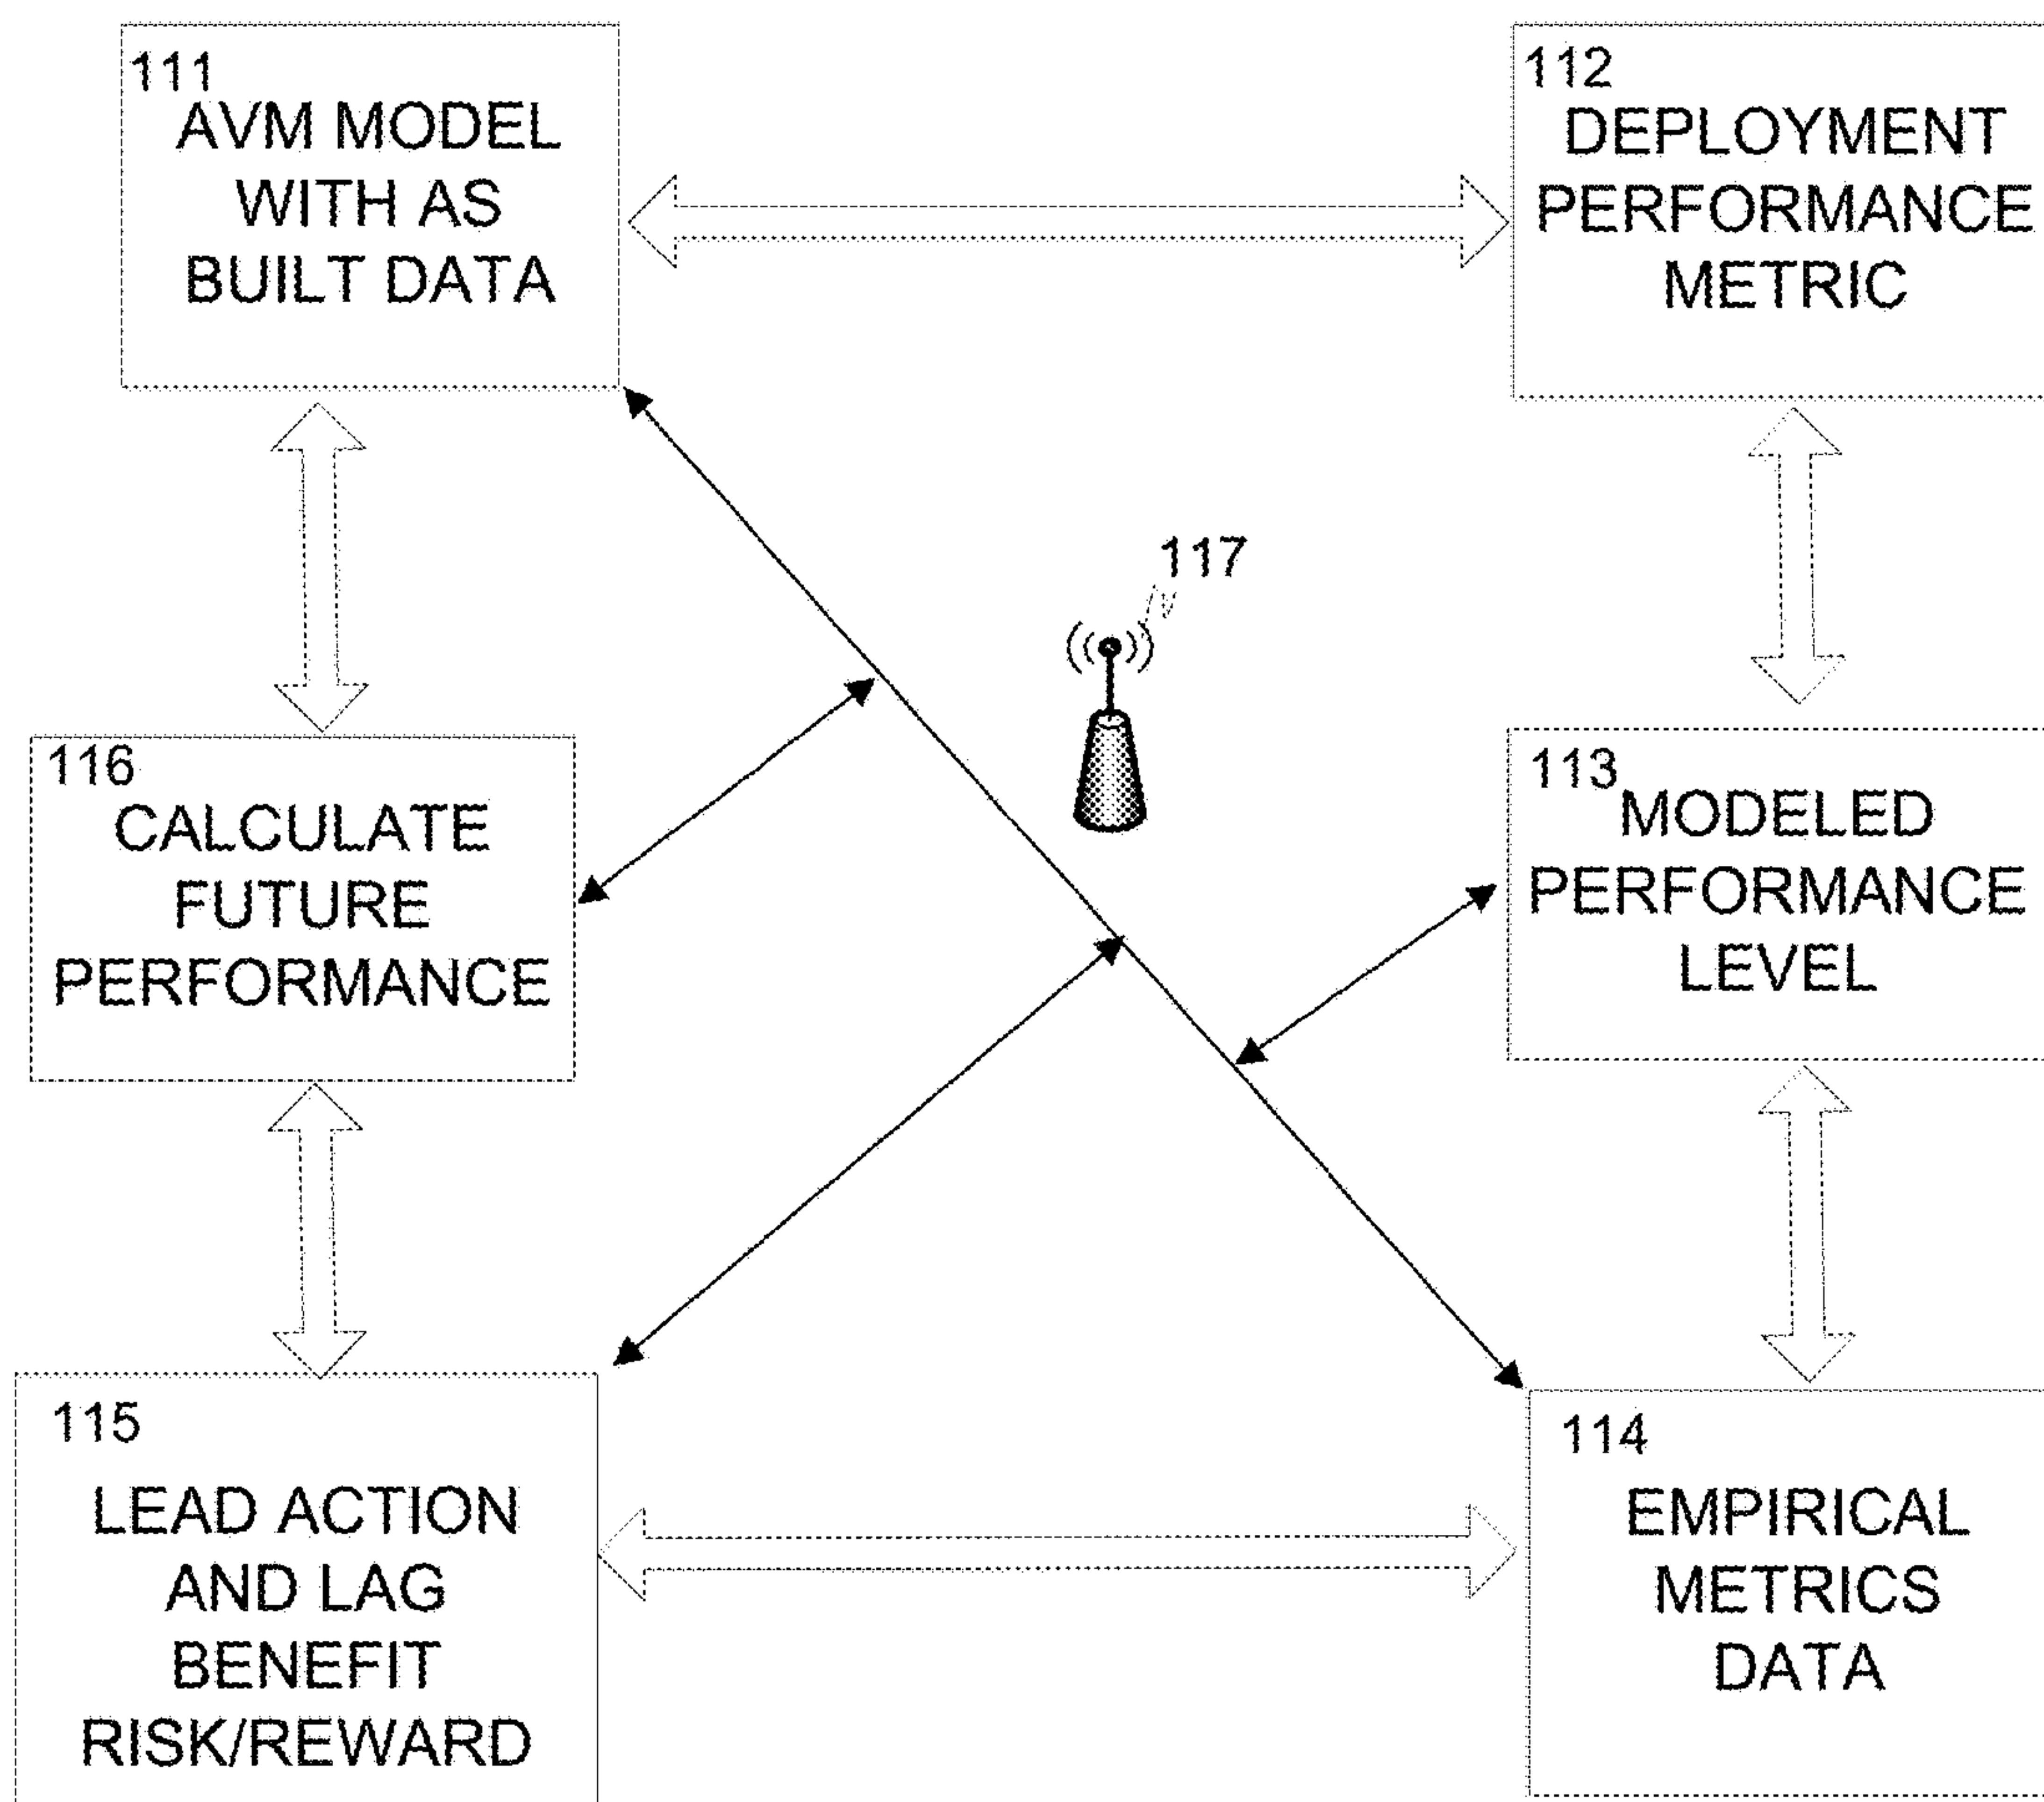 111
AVM MODEL
WITH AS
BUILT DATA
112
DEPLOYMENT
PERFORMANCE
METRIC
117
116
CALCULATE
FUTURE
PERFORMANCE
113
MODELED
PERFORMANCE
LEVEL
115
LEAD ACTION
AND LAG
BENEFIT
RISK/REWARD
114
EMPIRICAL
METRICS
DATA